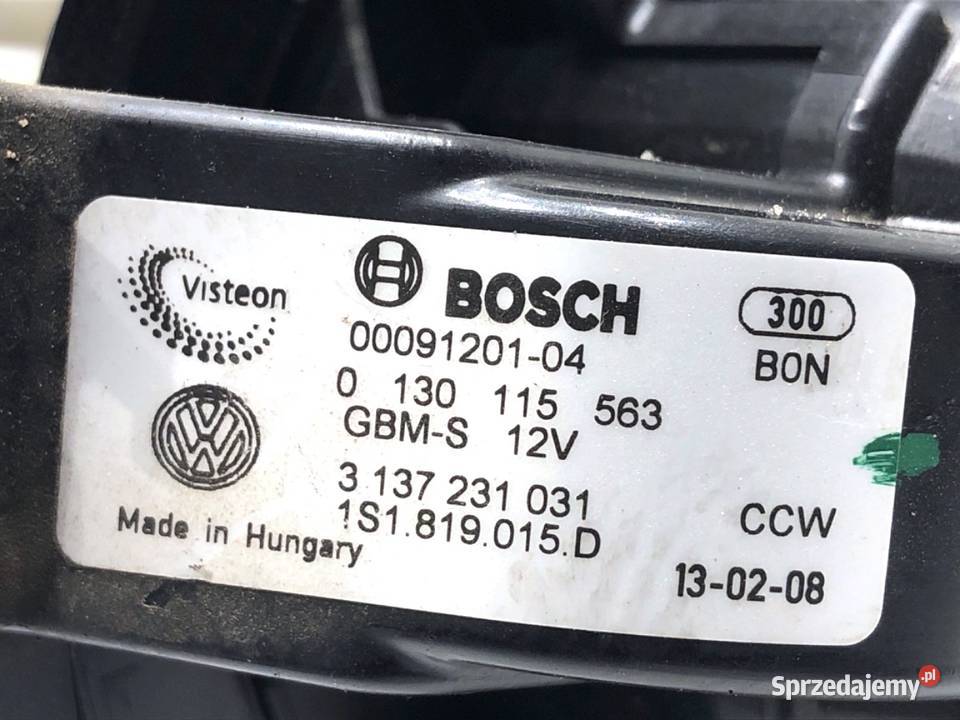 Visteon
BOSCH
300
00091201-04
BON
0 130 115 563
GBM-S 12V
3 137 231 031
CCW
1S1.819.015.D
Made in Hungary
13-02-08
Sprzedajemy.pl